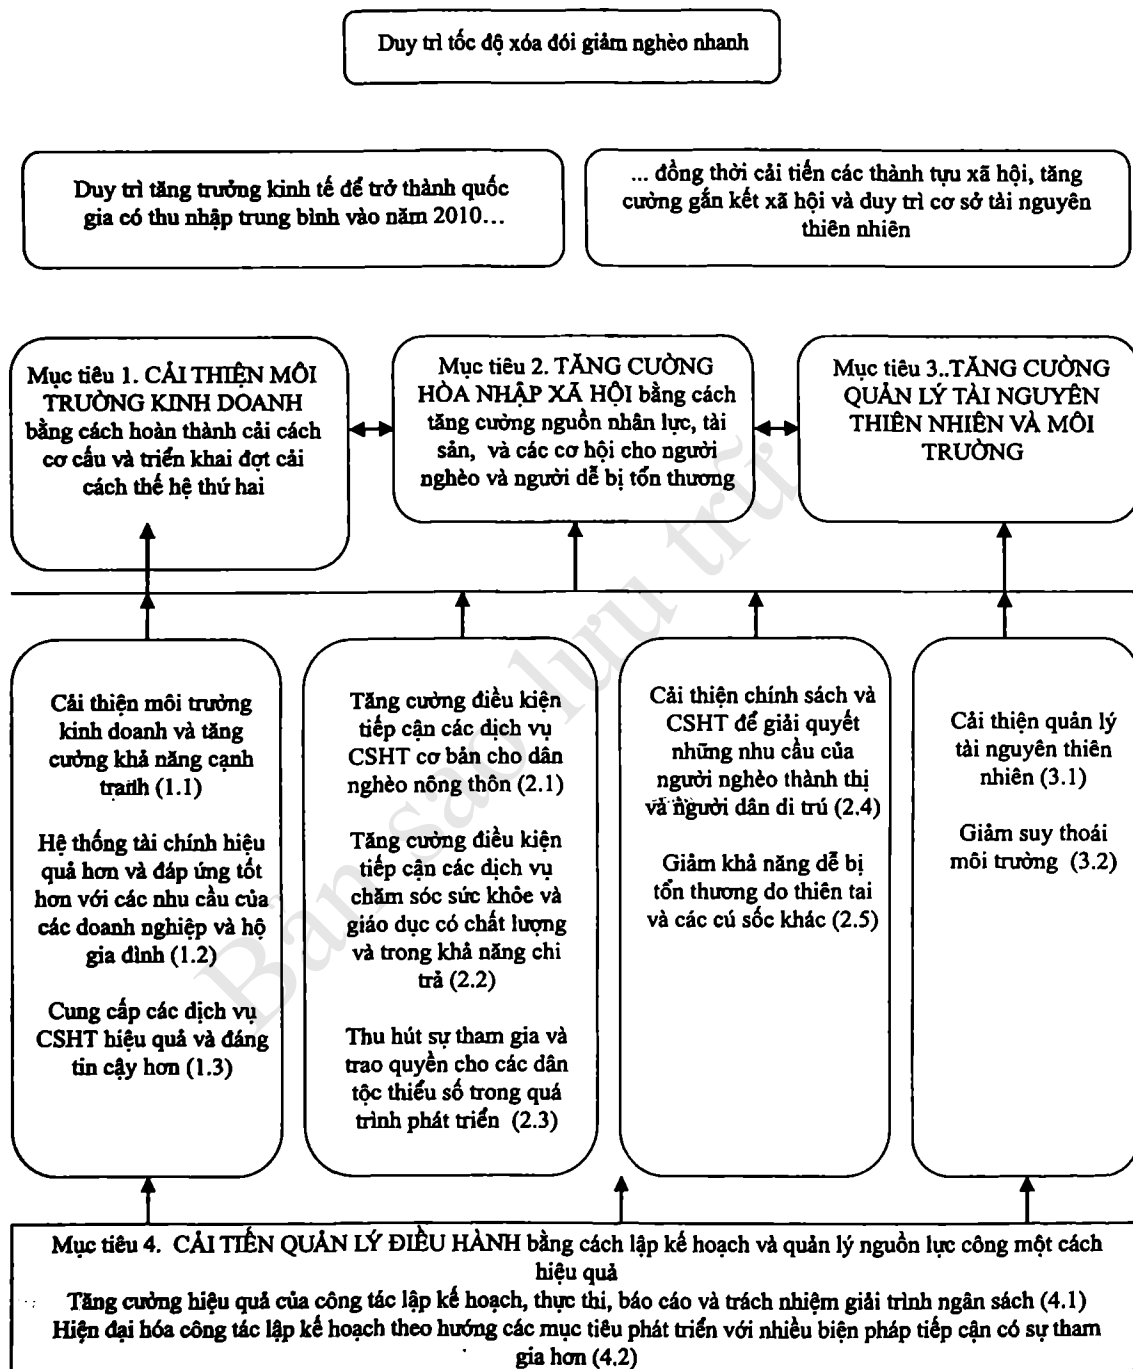 Duy trì tốc độ xóa đói giảm nghèo nhanh
Duy trì tăng trưởng kinh tế để trở thành quốc
gia có thu nhập trung bình vào năm 2010...
... đồng thời cải tiến các thành tựu xã hội, tăng
cường gắn kết xã hội và duy trì cơ sở tài nguyên
thiên nhiên
Mục tiêu 1. CẢI THIỆN MÔI
TRƯỜNG KINH DOANH
bằng cách hoàn thành cải cách
cơ cấu và triển khai đợt cải
cách thế hệ thứ hai
Mục tiêu 2. TĂNG CƯỜNG
HÒA NHẬP XÃ HỘI bằng cách
tăng cường nguồn nhân lực, tài
sản, và các cơ hội cho người
nghèo và người dễ bị tổn thương
Mục tiêu 3..TĂNG CƯỜNG
QUẢN LÝ TÀI NGUYÊN
THIÊN NHIÊN VÀ MÔI
TRƯỜNG
Cải thiện môi trường
kinh doanh và tăng
cường khả năng cạnh
tranh (1.1)
Hệ thống tài chính hiệu
quả hơn và đáp ứng tốt
hơn với các nhu cầu của
các doanh nghiệp và hộ
gia đình (1.2)
Cung cấp các dịch vụ
CSHT hiệu quả và đáng
tin cậy hơn (1.3)
Tăng cường điều kiện
tiếp cận các dịch vụ
CSHT cơ bản cho dân
nghèo nông thôn (2.1)
Tăng cường điều kiện
tiếp cận các dịch vụ
chăm sóc sức khỏe và
giáo dục có chất lượng
và trong khả năng chi
trả (2.2)
Thu hút sự tham gia và
trao quyền cho các dân
tộc thiểu số trong quá
trình phát triển (2.3)
Cải thiện chính sách và
CSHT để giải quyết
những nhu cầu của
người nghèo thành thị
và người dân di trú (2.4)
Giảm khả năng dễ bị
tổn thương do thiên tai
và các cú sốc khác (2.5)
Cải thiện quản lý
tài nguyên thiên
nhiên (3.1)
Giảm suy thoái
môi trường (3.2)
Mục tiêu 4. CẢI TIẾN QUẢN LÝ ĐIỀU HÀNH bằng cách lập kế hoạch và quản lý nguồn lực công một cách
hiệu quả
Tăng cường hiệu quả của công tác lập kế hoạch, thực thi, báo cáo và trách nhiệm giải trình ngân sách (4.1)
Hiện đại hóa công tác lập kế hoạch theo hướng các mục tiêu phát triển với nhiều biện pháp tiếp cận có sự tham
gia hơn (4.2)
Bản sao lưu trữ